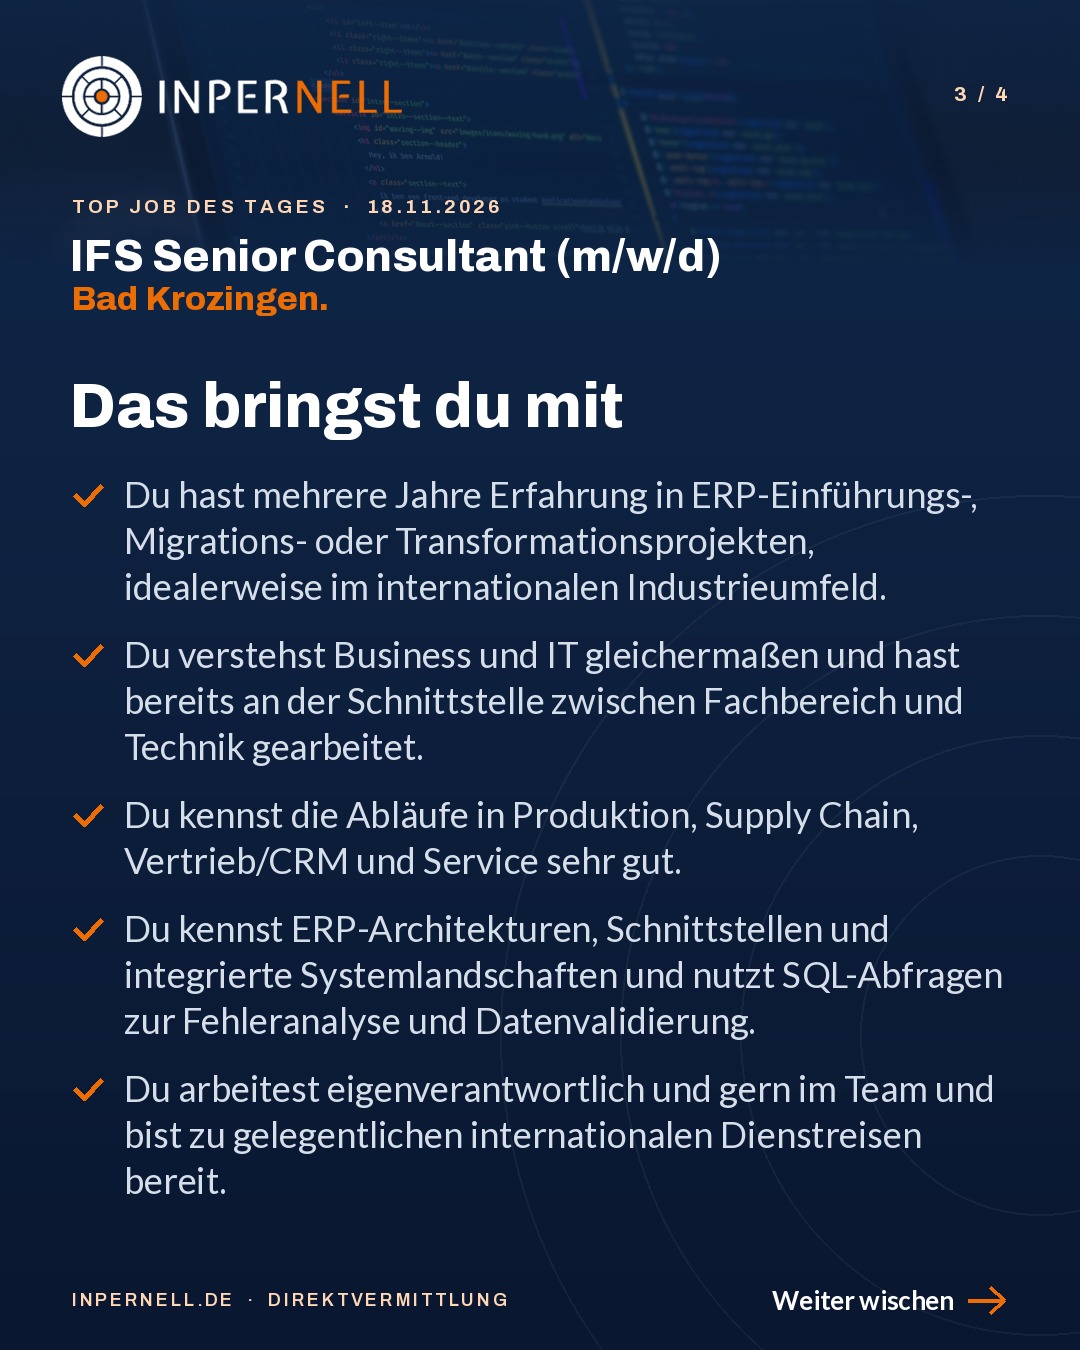 INPERNELL
3 / 4
TOP JOB DES TAGES · 18.11.2026
IFS Senior Consultant (m/w/d)
Bad Krozingen.
Das bringst du mit
Du hast mehrere Jahre Erfahrung in ERP-Einführungs-,
Migrations- oder Transformationsprojekten,
idealerweise im internationalen Industrieumfeld.
Du verstehst Business und IT gleichermaßen und hast
bereits an der Schnittstelle zwischen Fachbereich und
Technik gearbeitet.
Du kennst die Abläufe in Produktion, Supply Chain,
Vertrieb/CRM und Service sehr gut.
Du kennst ERP-Architekturen, Schnittstellen und
integrierte Systemlandschaften und nutzt SQL-Abfragen
zur Fehleranalyse und Datenvalidierung.
Du arbeitest eigenverantwortlich und gern im Team und
bist zu gelegentlichen internationalen Dienstreisen
bereit.
INPERNELL.DE · DIREKTVERMITTLUNG
Weiter wischen